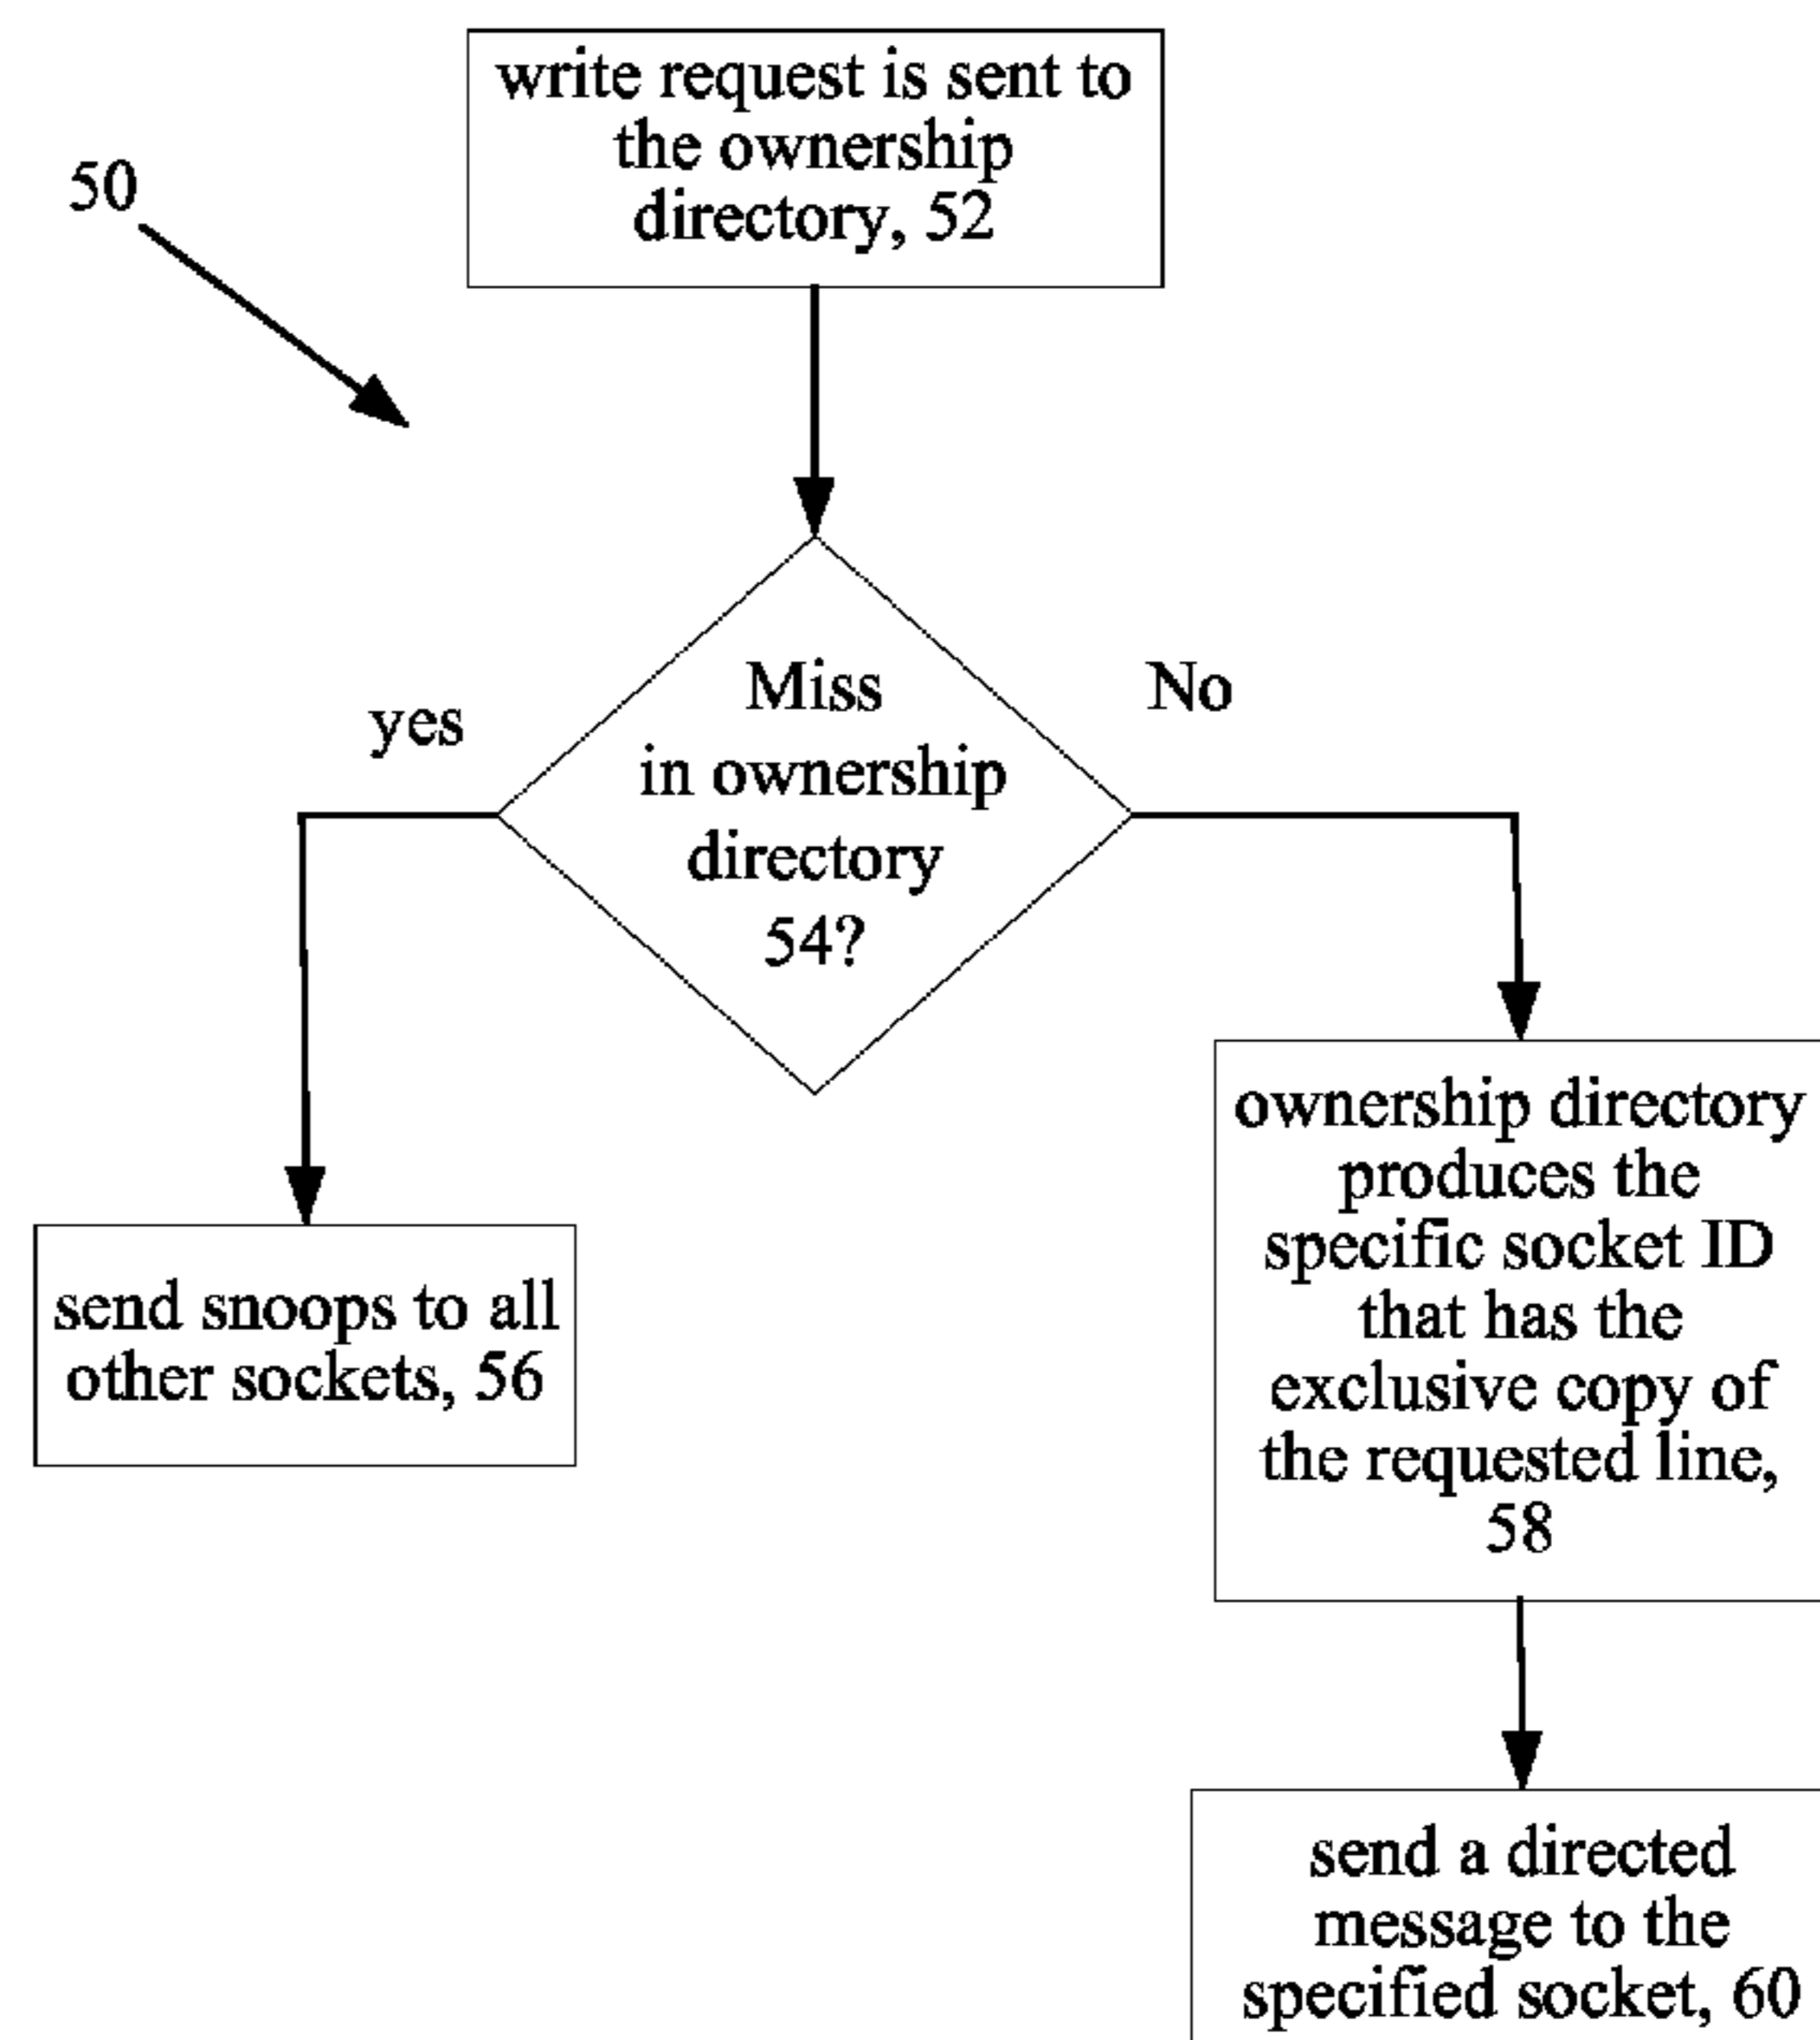 write request is sent to
the ownership
directory, 52
50
Miss
in ownership
directory
54?
yes
No
send snoops to all
other sockets, 56
ownership directory
produces the
specific socket ID
that has the
exclusive copy of
the requested line,
58
send a directed
message to the
specified socket, 60